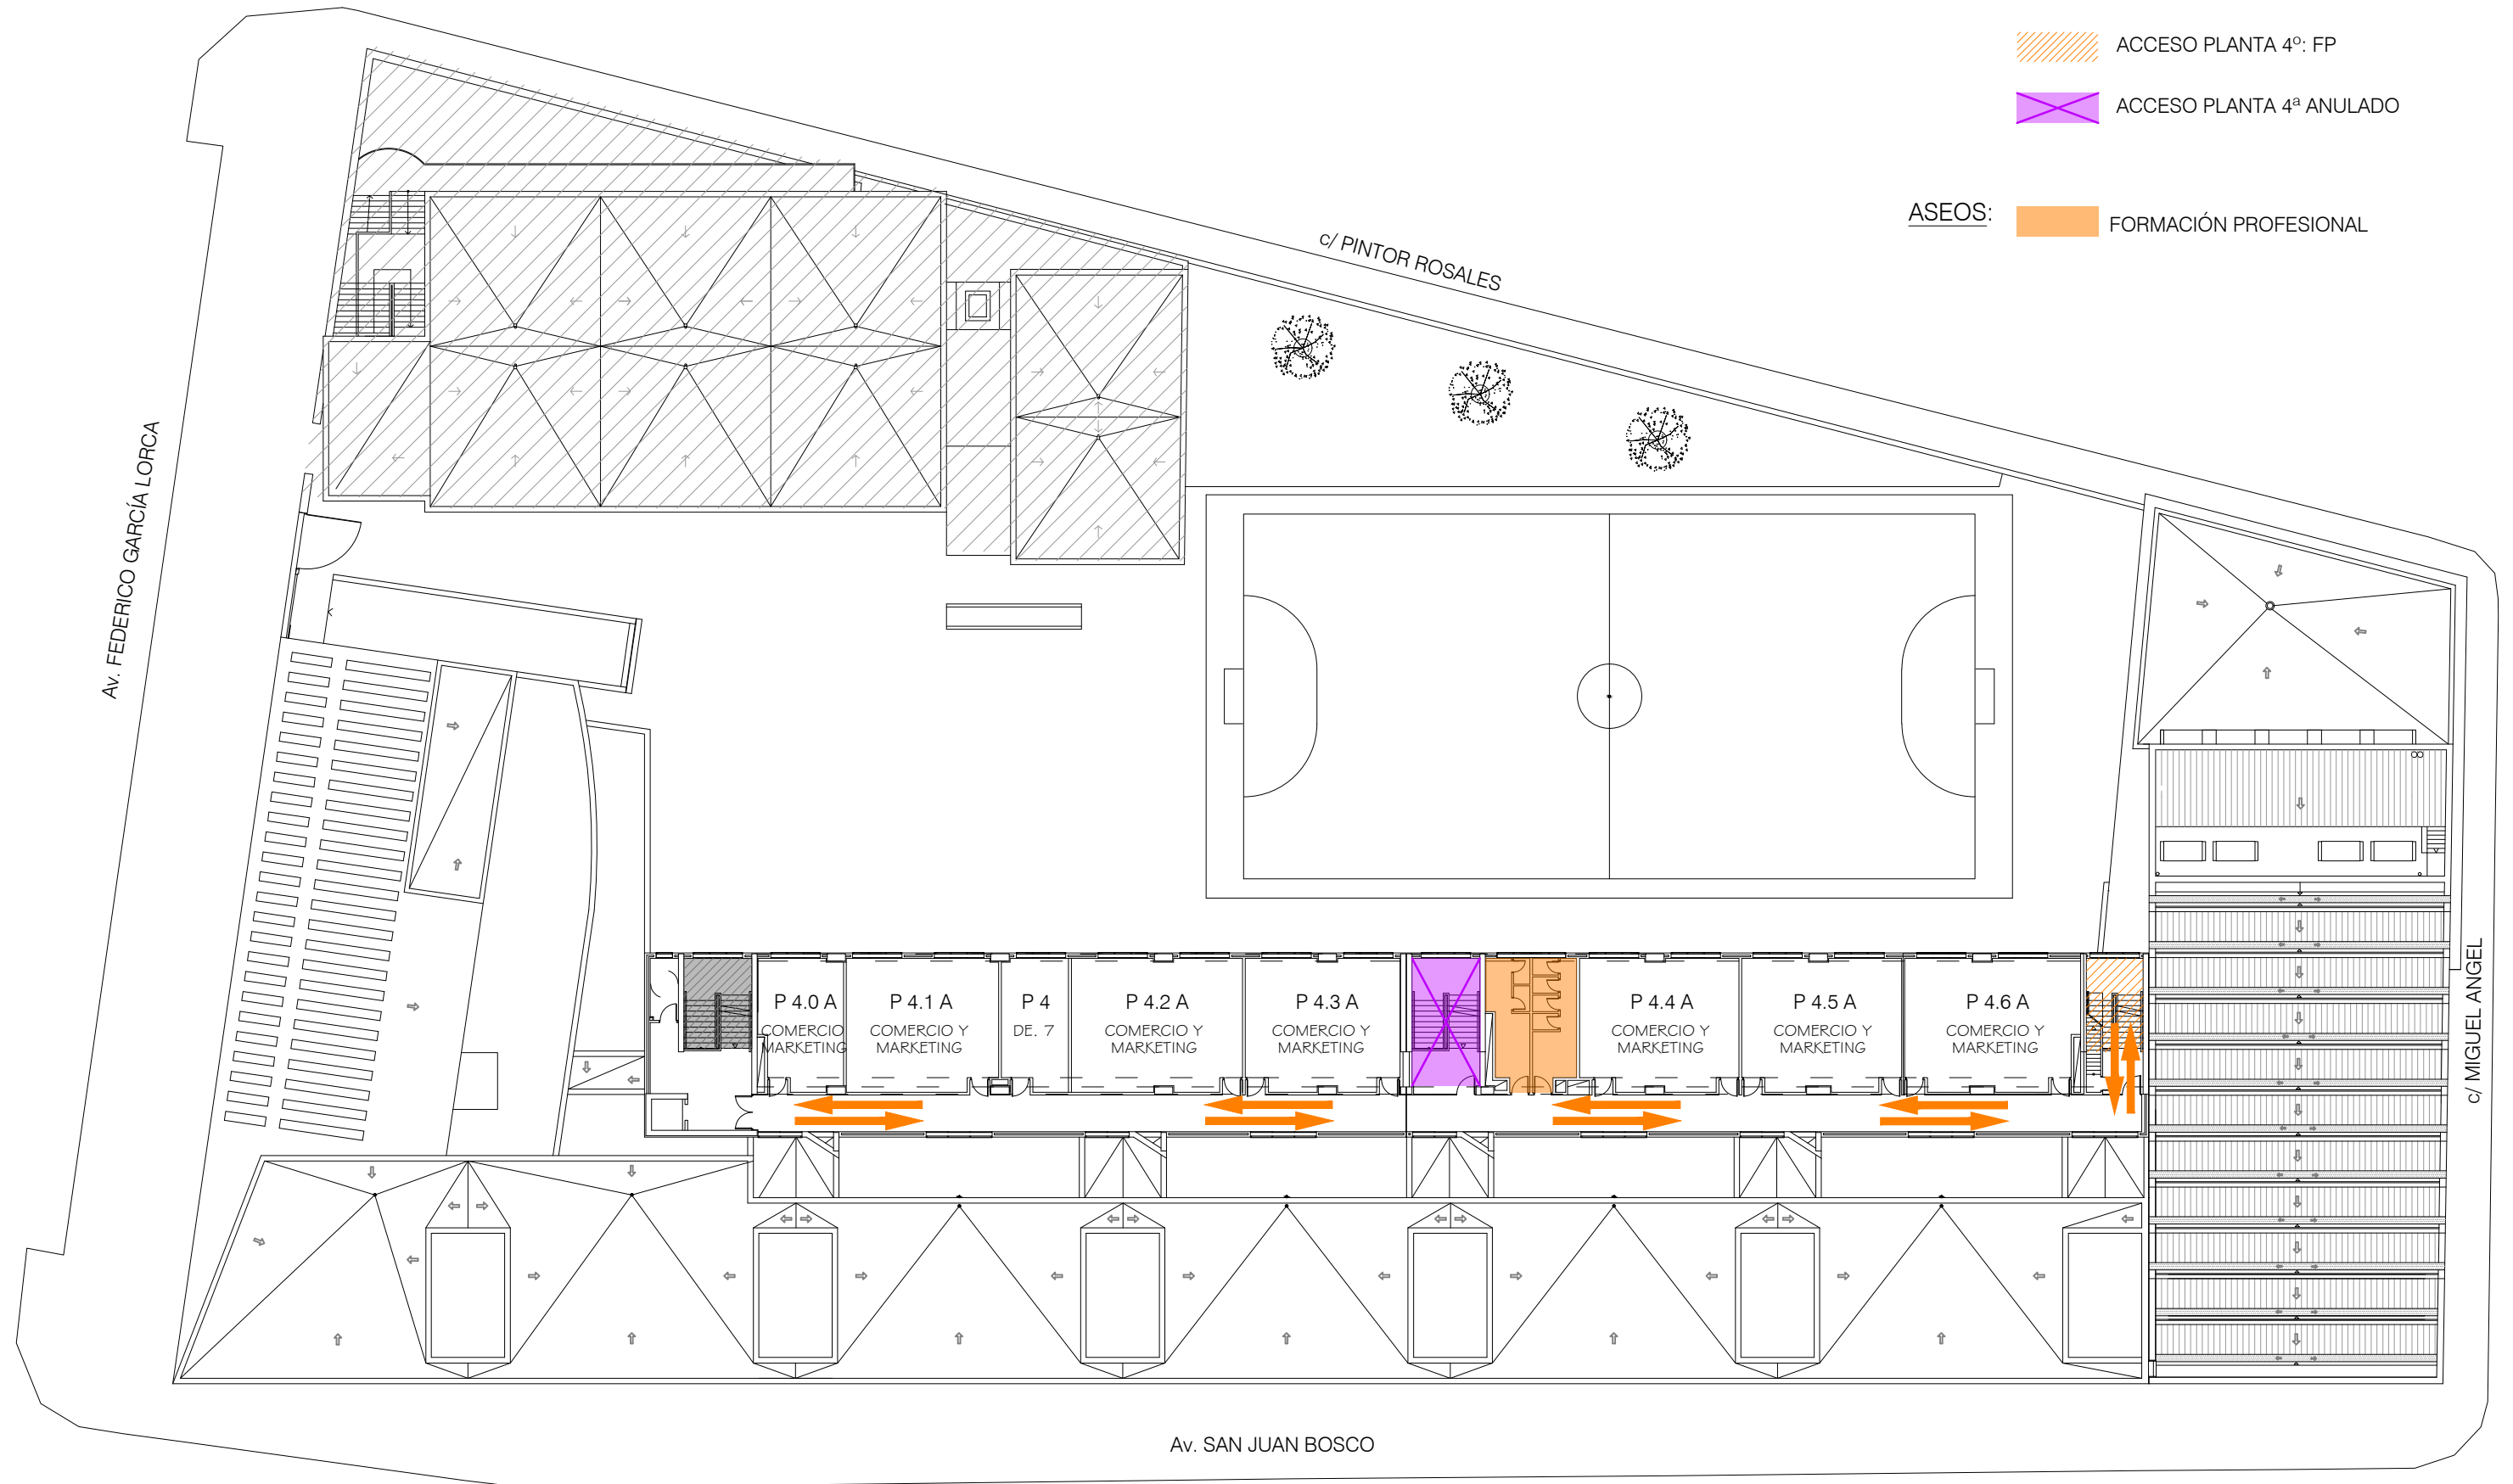 ACCESO PLANTA 4º: FP
ACCESO PLANTA 4ª ANULADO
ASEOS:
FORMACIÓN PROFESIONAL
c/ PINTOR ROSALES
Av. FEDERICO GARCÍA LORCA
P 4.0 A
COMERCIO
MARKETING
P 4.1 A
COMERCIO Y
MARKETING
P 4
DE. 7
P 4.2 A
COMERCIO Y
MARKETING
P 4.3 A
COMERCIO Y
MARKETING
P 4.4 A
COMERCIO Y
MARKETING
P 4.5 A
COMERCIO Y
MARKETING
P 4.6 A
COMERCIO Y
MARKETING
c/ MIGUEL ANGEL
Av. SAN JUAN BOSCO